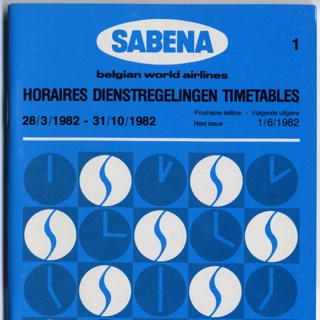 SABENA
1
belgian world airlines
HORAIRES DIENSTREGELINGEN TIMETABLES
28/3/1982 - 31/10/1982
Prochaine édition - Volgende uitgave
Next issuer 1/6/1982